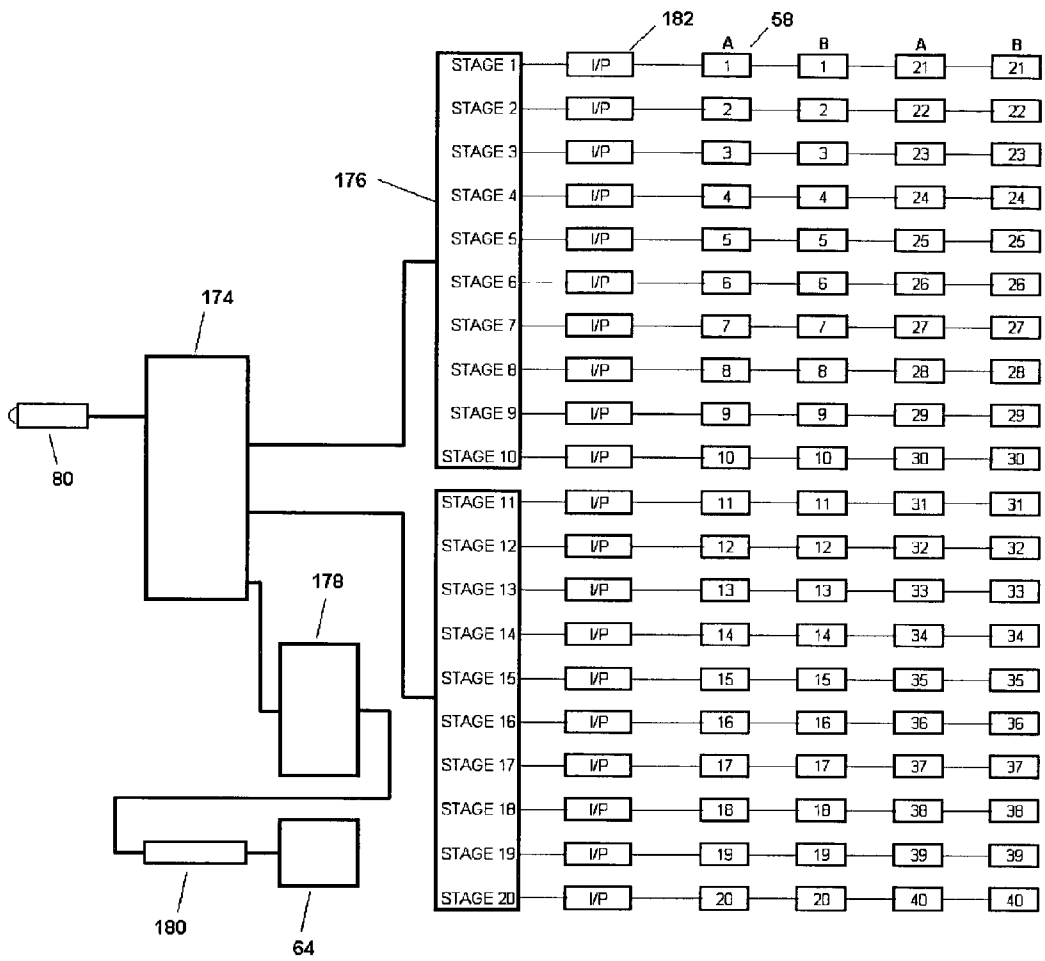 182
58
A B A B
STAGE 1 I/P 1 1 21 21
STAGE 2 I/P 2 2 22 22
STAGE 3 I/P 3 3 23 23
176
STAGE 4 I/P 4 4 24 24
STAGE 5 I/P 5 5 25 25
STAGE 6 I/P 6 6 26 26
174
STAGE 7 I/P 7 7 27 27
STAGE 8 I/P 8 8 28 28
STAGE 9 I/P 9 9 29 29
80
STAGE 10 I/P 10 10 30 30
STAGE 11 I/P 11 11 31 31
STAGE 12 I/P 12 12 32 32
178
STAGE 13 I/P 13 13 33 33
STAGE 14 I/P 14 14 34 34
STAGE 15 I/P 15 15 35 35
STAGE 16 I/P 16 16 36 36
STAGE 17 I/P 17 17 37 37
STAGE 18 I/P 18 18 38 38
STAGE 19 I/P 19 19 39 39
STAGE 20 I/P 20 20 40 40
180
64